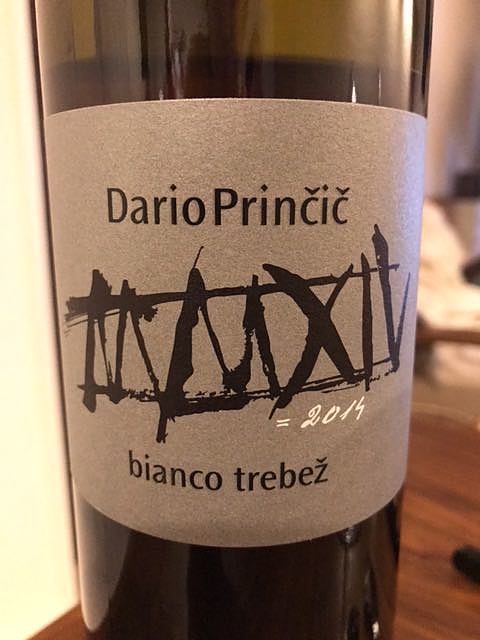 Dario Prinčič
MMXIV
= 2014
bianco trebež